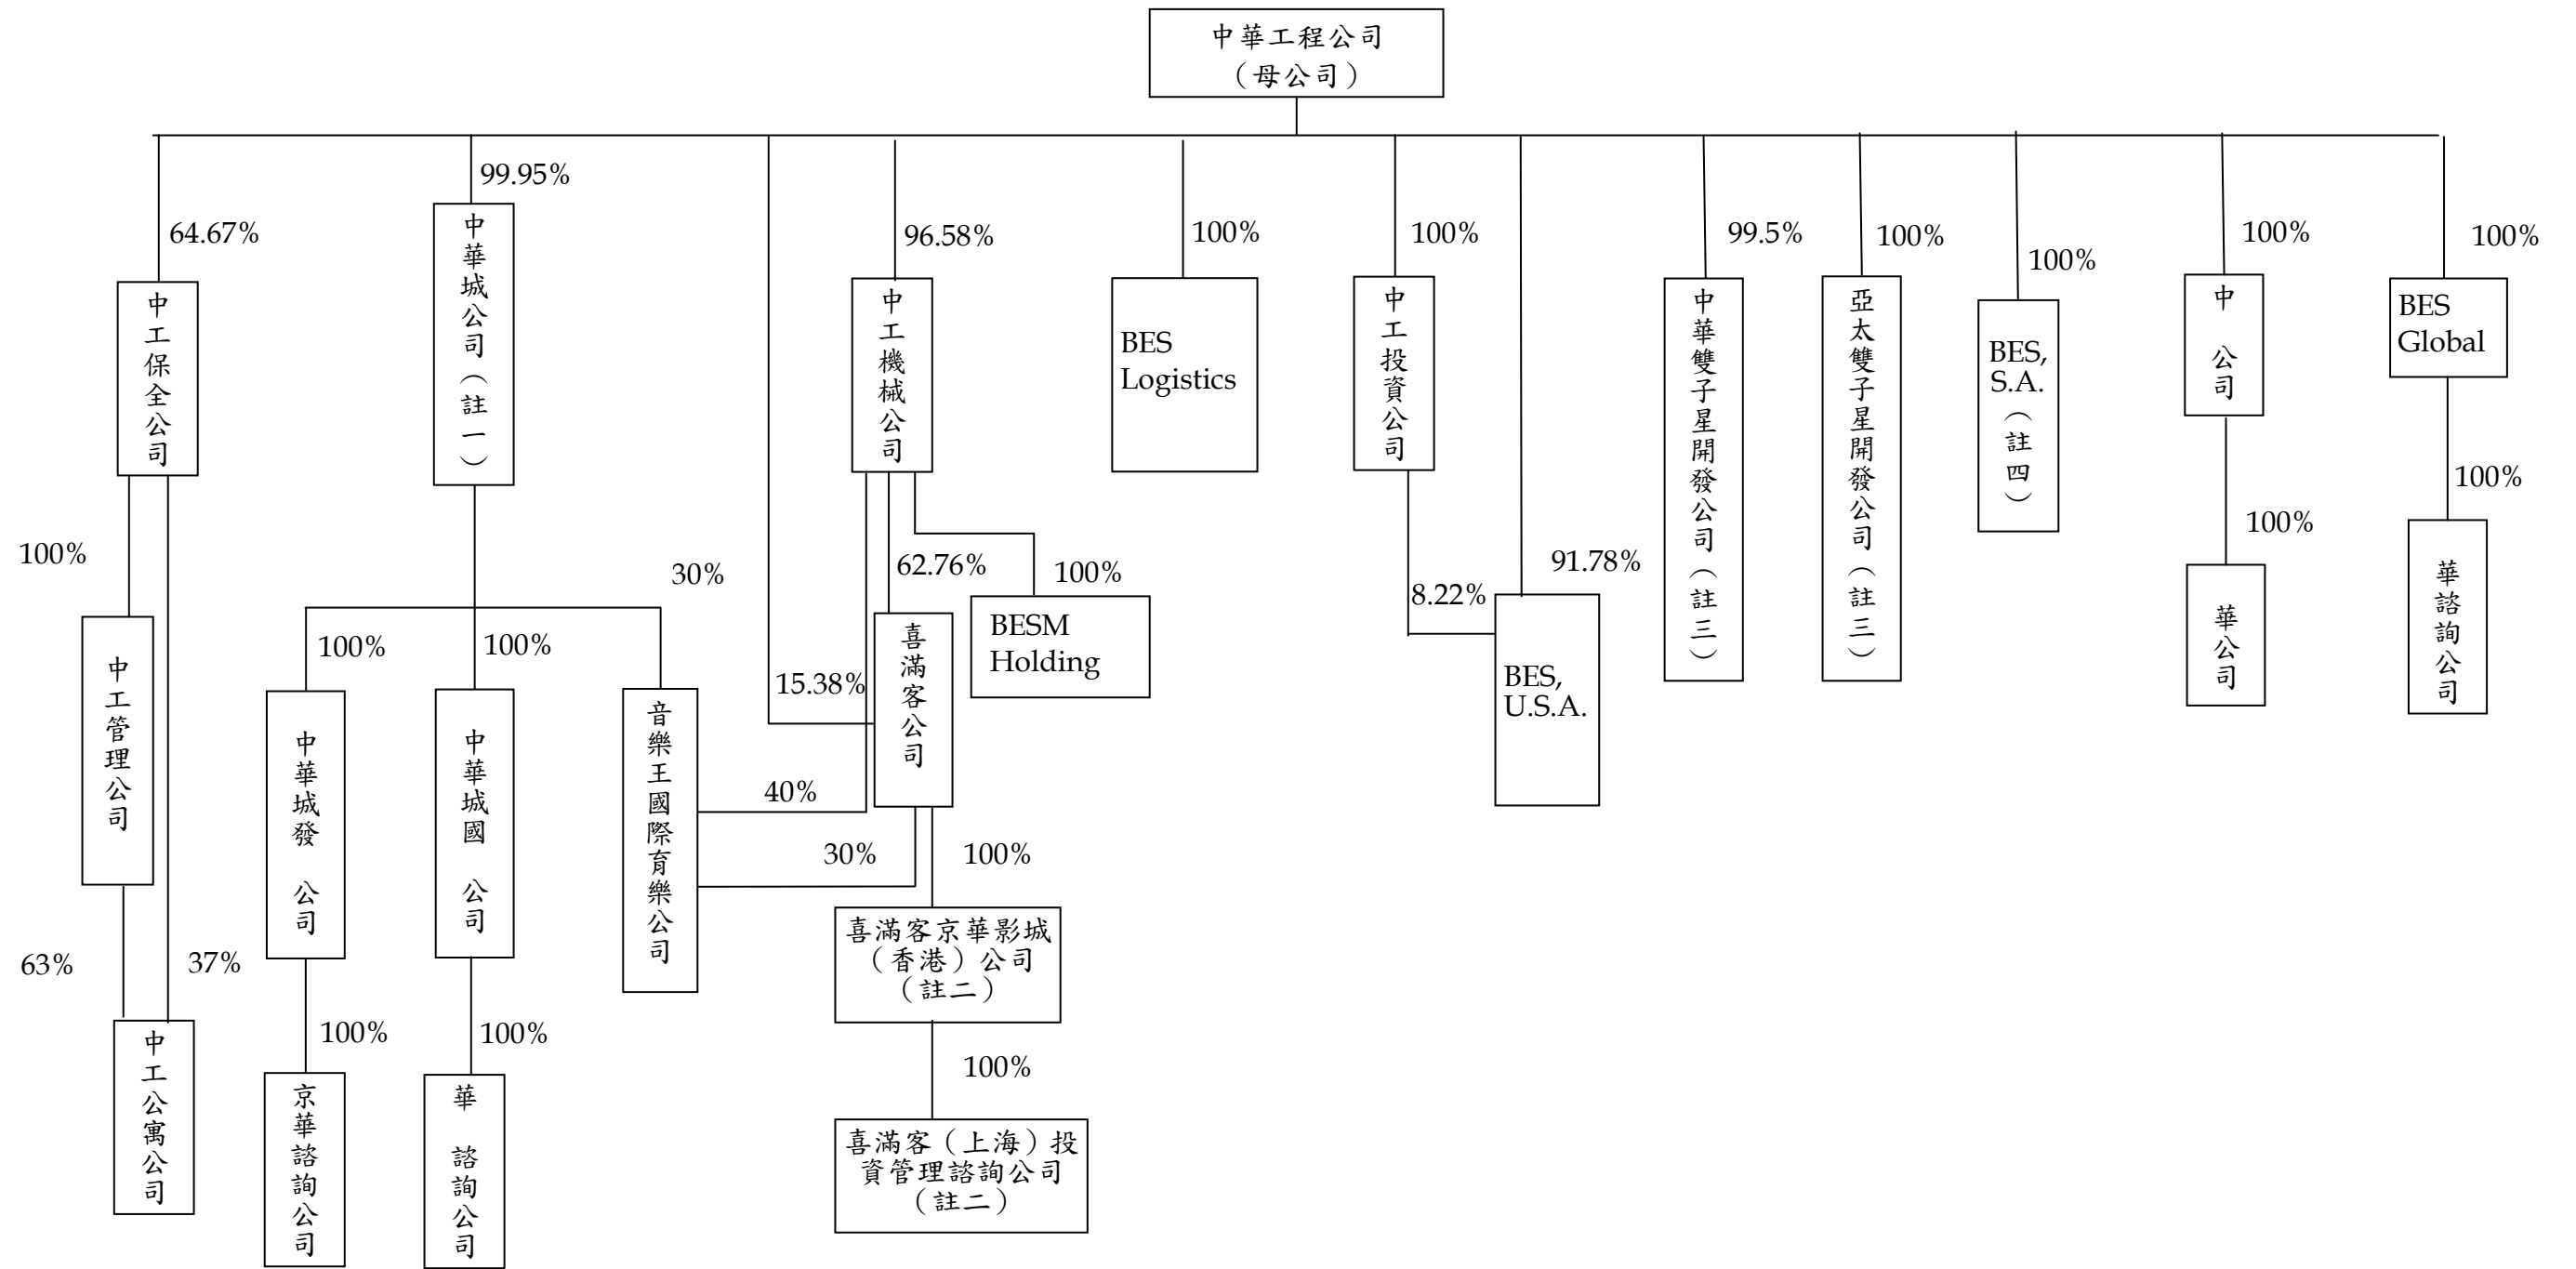 中華工程公司
（母公司）
64.67%
99.95%
96.58%
100%
100%
99.5%
100%
100%
100%
100%
中工保全公司
中華城公司（註一）
中工機械公司
BES
Logistics
中工投資公司
中華雙子星開發公司（註三）
亞太雙子星開發公司（註三）
BES,
S.A.
（註四）
中 公司
BES
Global
100%
30%
62.76%
100%
8.22%
91.78%
100%
100%
100%
100%
15.38%
中工管理公司
中華城發 公司
中華城國 公司
音樂王國際育樂公司
喜滿客公司
BESM
Holding
BES,
U.S.A.
華公司
華諮詢公司
40%
30%
100%
63%
37%
喜滿客京華影城
（香港）公司
（註二）
100%
100%
100%
中工公寓公司
京華諮詢公司
華 諮詢公司
喜滿客（上海）投
資管理諮詢公司
（註二）